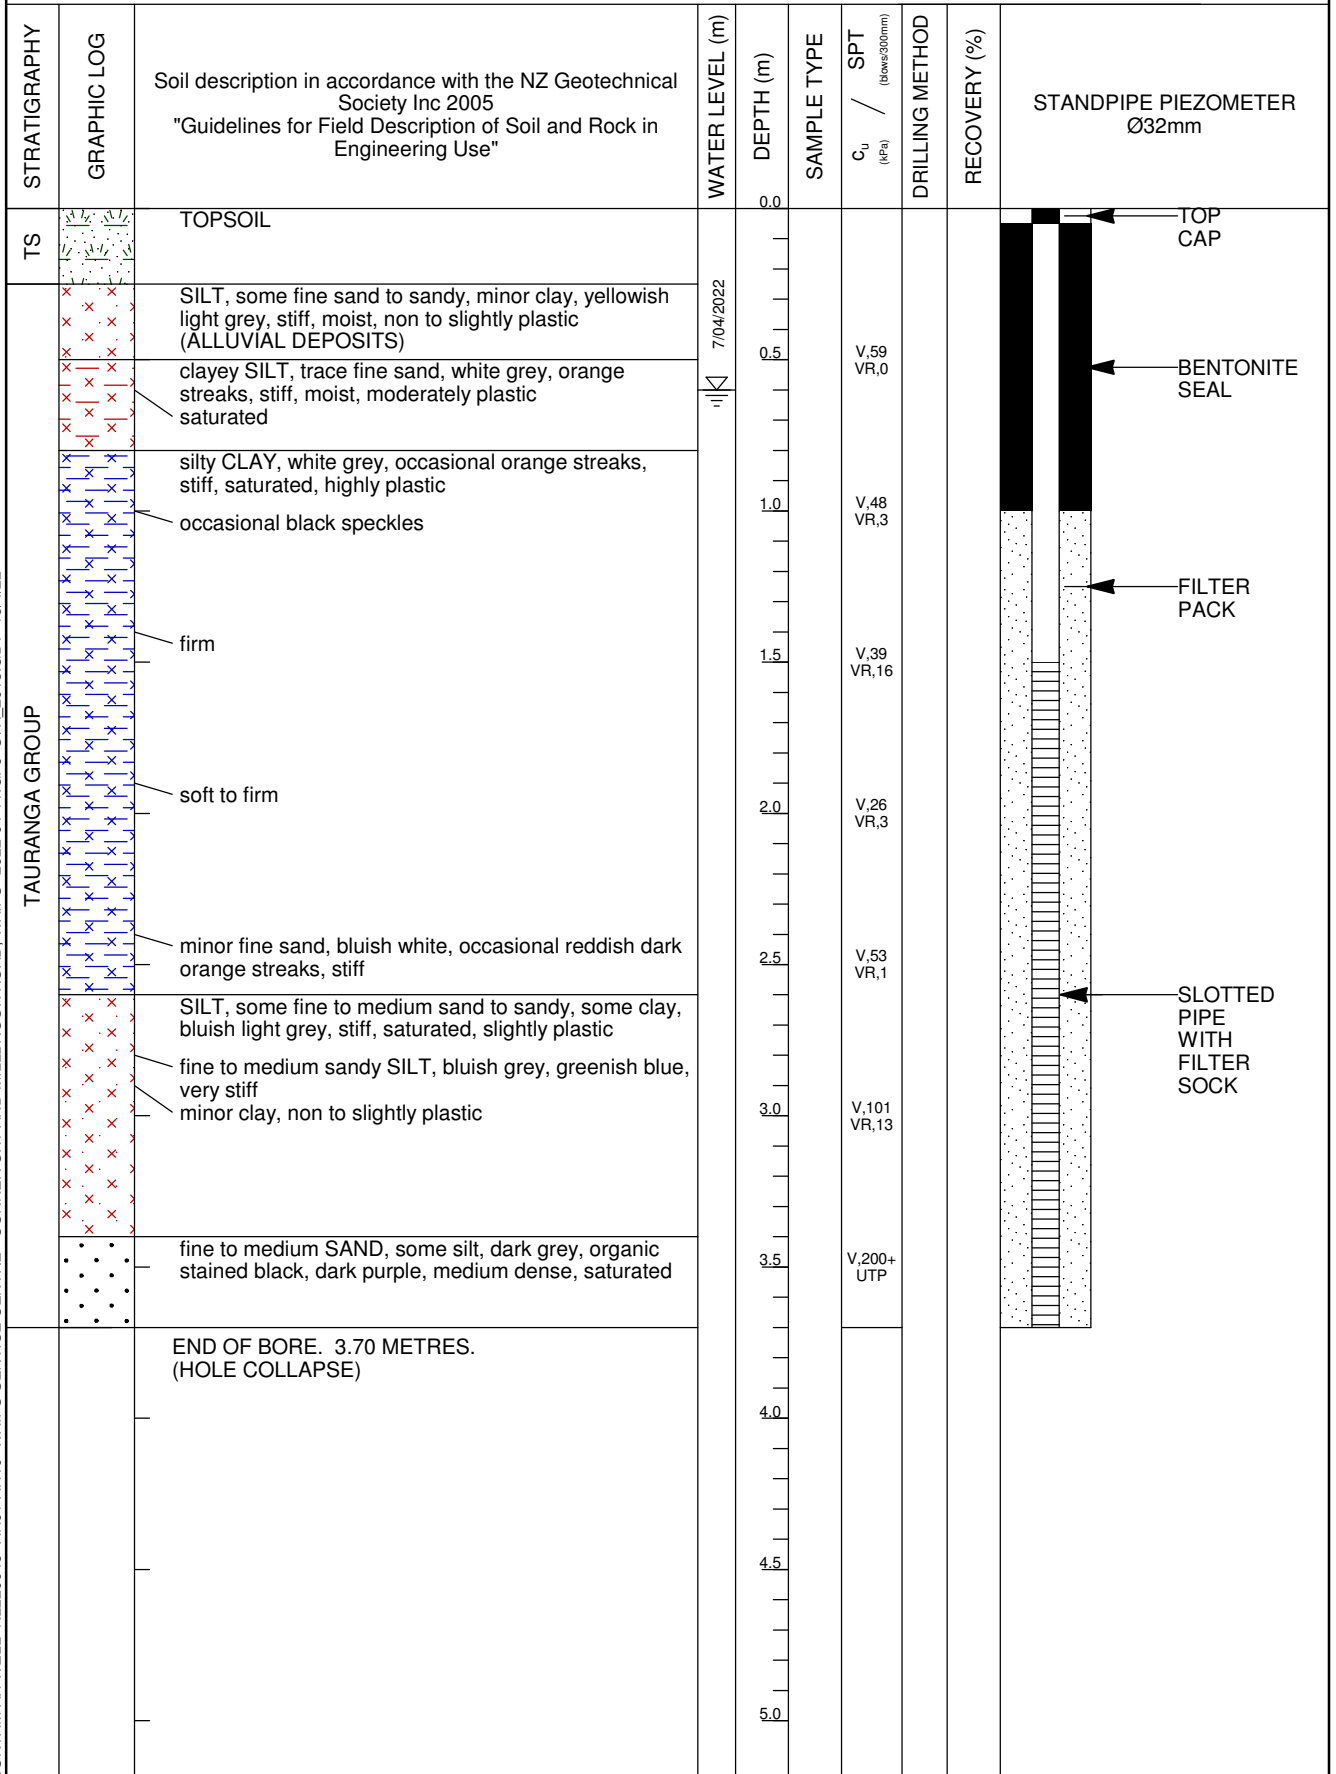 STRATIGRAPHY
GRAPHIC LOG
Soil description in accordance with the NZ Geotechnical
Society Inc 2005
"Guidelines for Field Description of Soil and Rock in
Engineering Use"
WATER LEVEL (m)
DEPTH (m)
SAMPLE TYPE
cu / SPT
(kPa) (blows/300mm)
DRILLING METHOD
RECOVERY (%)
STANDPIPE PIEZOMETER
Ø32mm
0.0
TS
TOPSOIL
TOP
CAP
TAURANGA GROUP
SILT, some fine sand to sandy, minor clay, yellowish
light grey, stiff, moist, non to slightly plastic
(ALLUVIAL DEPOSITS)
7/04/2022
0.5
V,59
VR,0
clayey SILT, trace fine sand, white grey, orange
streaks, stiff, moist, moderately plastic
saturated
BENTONITE
SEAL
silty CLAY, white grey, occasional orange streaks,
stiff, saturated, highly plastic
occasional black speckles
1.0
V,48
VR,3
FILTER
PACK
firm
1.5
V,39
VR,16
soft to firm
2.0
V,26
VR,3
minor fine sand, bluish white, occasional reddish dark
orange streaks, stiff
2.5
V,53
VR,1
SILT, some fine to medium sand to sandy, some clay,
bluish light grey, stiff, saturated, slightly plastic
SLOTTED
PIPE
WITH
FILTER
SOCK
fine to medium sandy SILT, bluish grey, greenish blue,
very stiff
minor clay, non to slightly plastic
3.0
V,101
VR,13
fine to medium SAND, some silt, dark grey, organic
stained black, dark purple, medium dense, saturated
3.5
V,200+
UTP
END OF BORE. 3.70 METRES.
(HOLE COLLAPSE)
4.0
4.5
5.0